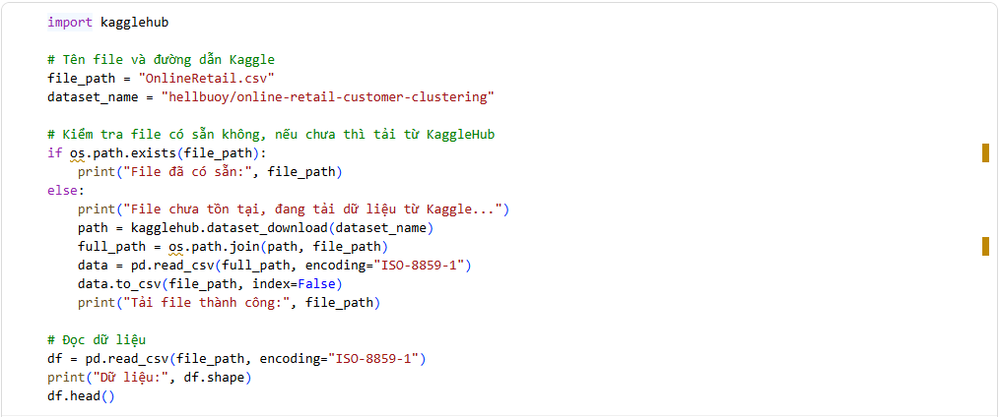 import kagglehub
# Tên file và đường dẫn Kaggle
file_path = "OnlineRetail.csv"
dataset_name = "hellbuoy/online-retail-customer-clustering"
# Kiểm tra file có sẵn không, nếu chưa thì tải từ KaggleHub
if os.path.exists(file_path):
    print("File đã có sẵn:", file_path)
else:
    print("File chưa tồn tại, đang tải dữ liệu từ Kaggle...")
    path = kagglehub.dataset_download(dataset_name)
    full_path = os.path.join(path, file_path)
    data = pd.read_csv(full_path, encoding="ISO-8859-1")
    data.to_csv(file_path, index=False)
    print("Tải file thành công:", file_path)
# Đọc dữ liệu
df = pd.read_csv(file_path, encoding="ISO-8859-1")
print("Dữ liệu:", df.shape)
df.head()